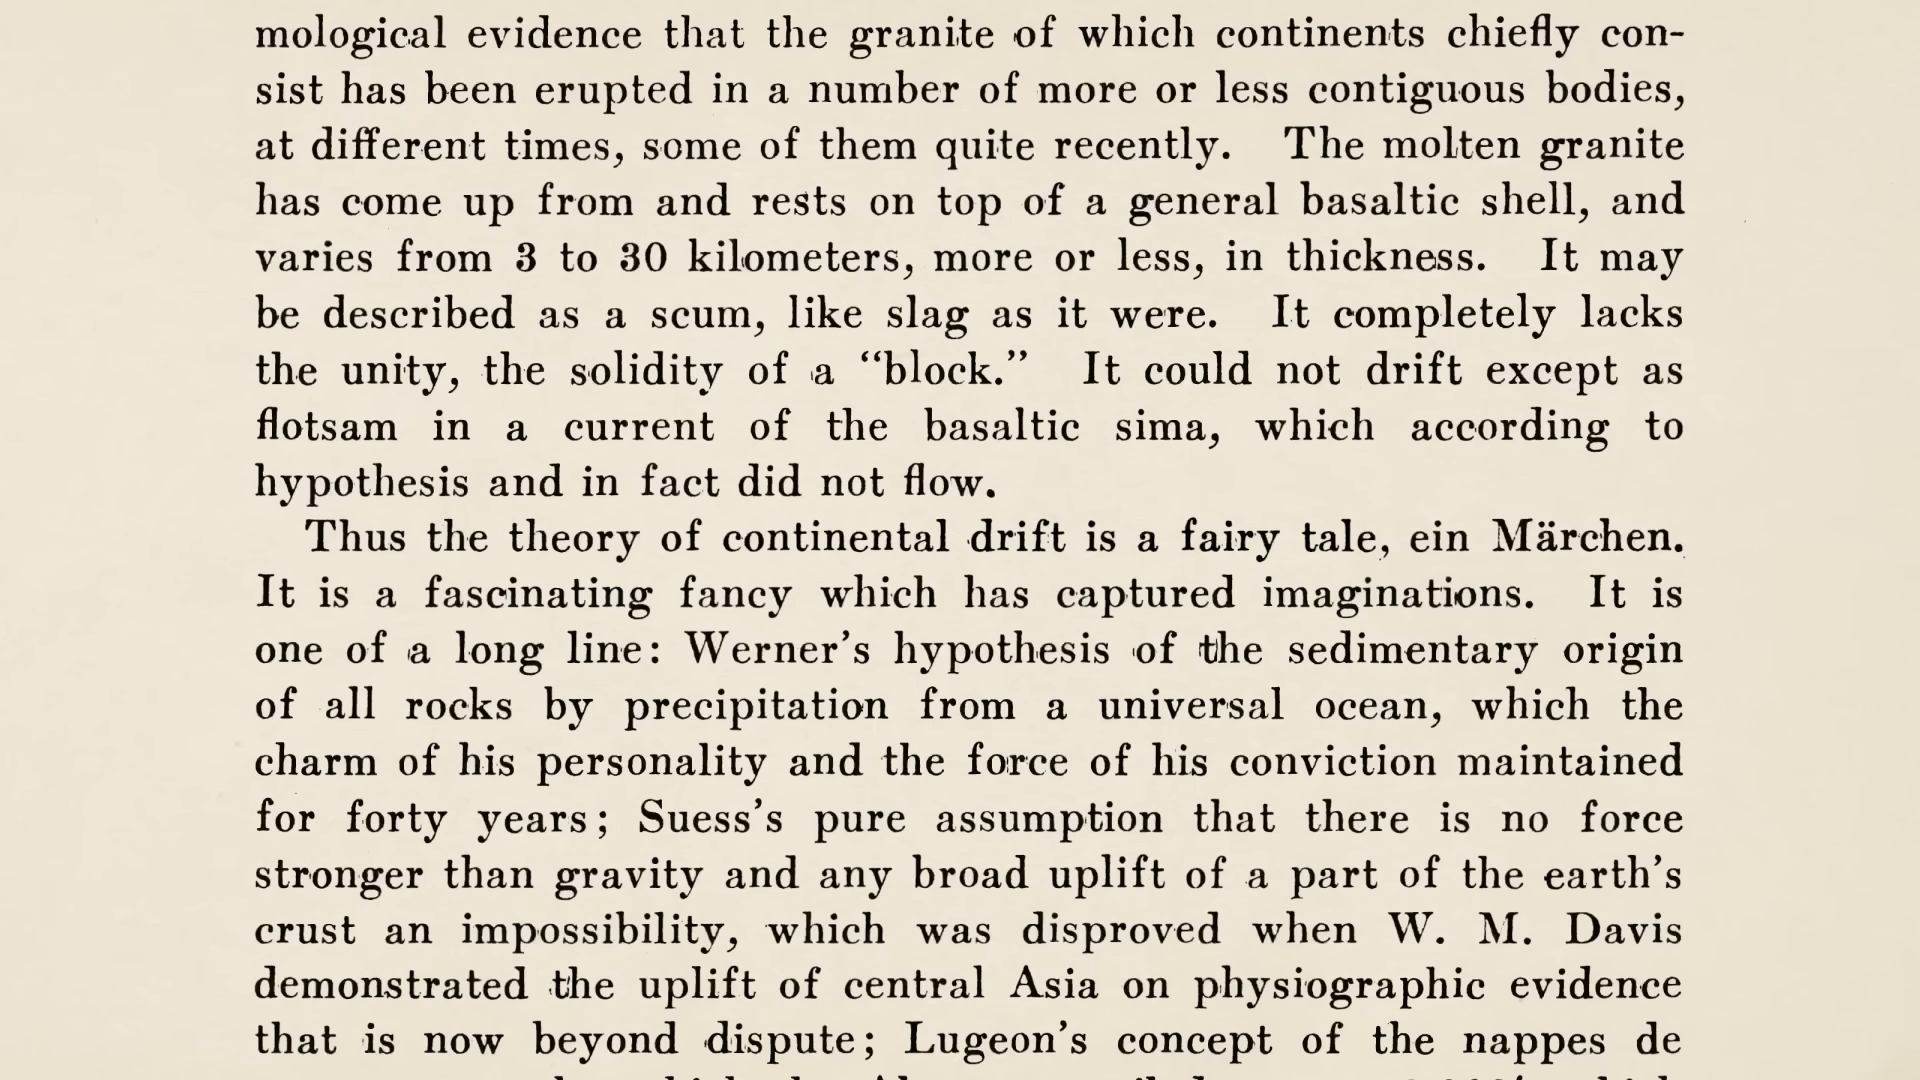 mological evidence that the granite of which continents chiefly con-
sist has been erupted in a number of more or less contiguous bodies,
at different times, some of them quite recently. The molten granite
has come up from and rests on top of a general basaltic shell, and
varies from 3 to 30 kilometers, more or less, in thickness. It may
be described as a scum, like slag as it were. It completely lacks
the unity, the solidity of a “block.” It could not drift except as
flotsam in a current of the basaltic sima, which according to
hypothesis and in fact did not flow.
Thus the theory of continental drift is a fairy tale, ein Märchen.
It is a fascinating fancy which has captured imaginations. It is
one of a long line: Werner’s hypothesis of the sedimentary origin
of all rocks by precipitation from a universal ocean, which the
charm of his personality and the force of his conviction maintained
for forty years; Suess’s pure assumption that there is no force
stronger than gravity and any broad uplift of a part of the earth’s
crust an impossibility, which was disproved when W. M. Davis
demonstrated the uplift of central Asia on physiographic evidence
that is now beyond dispute; Lugeon’s concept of the nappes de